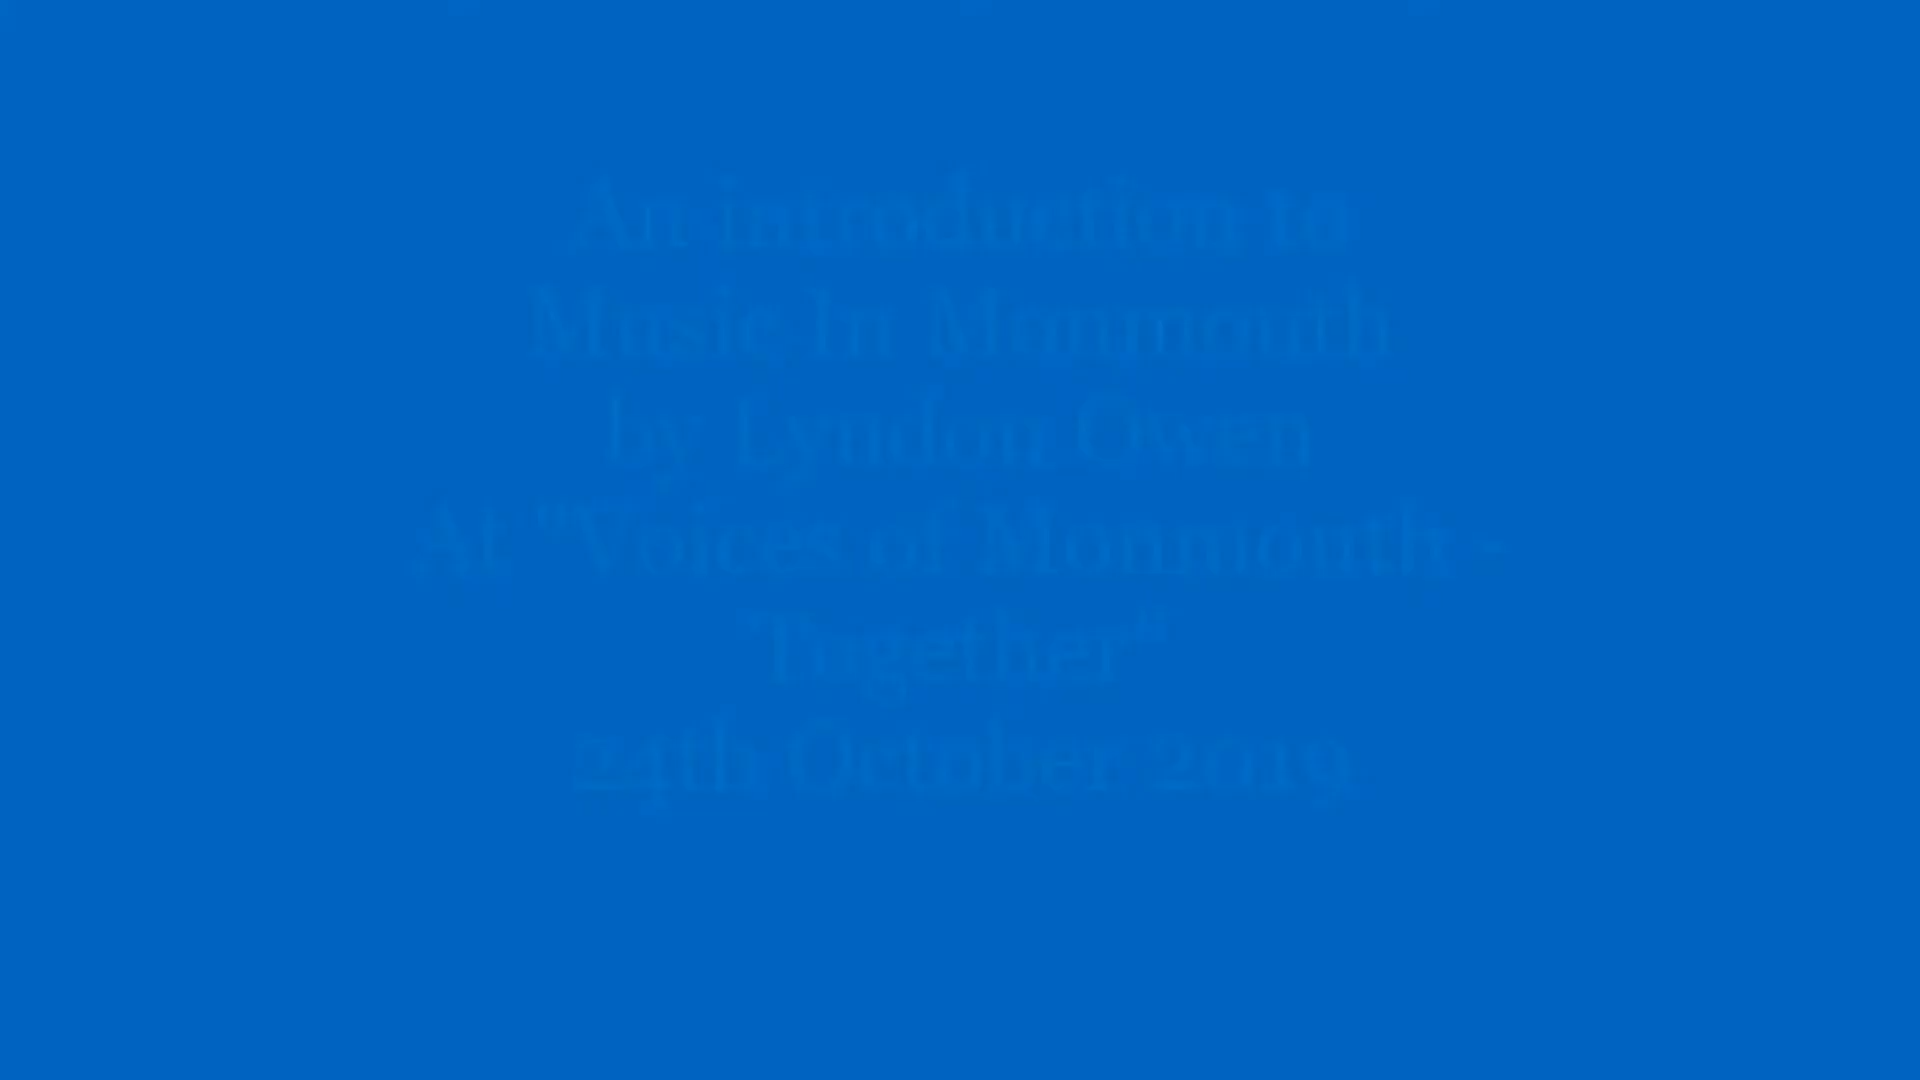 An introduction to
Music In Monmouth
by Lyndon Owen
At "Voices of Monmouth -
Together"
24th October 2019